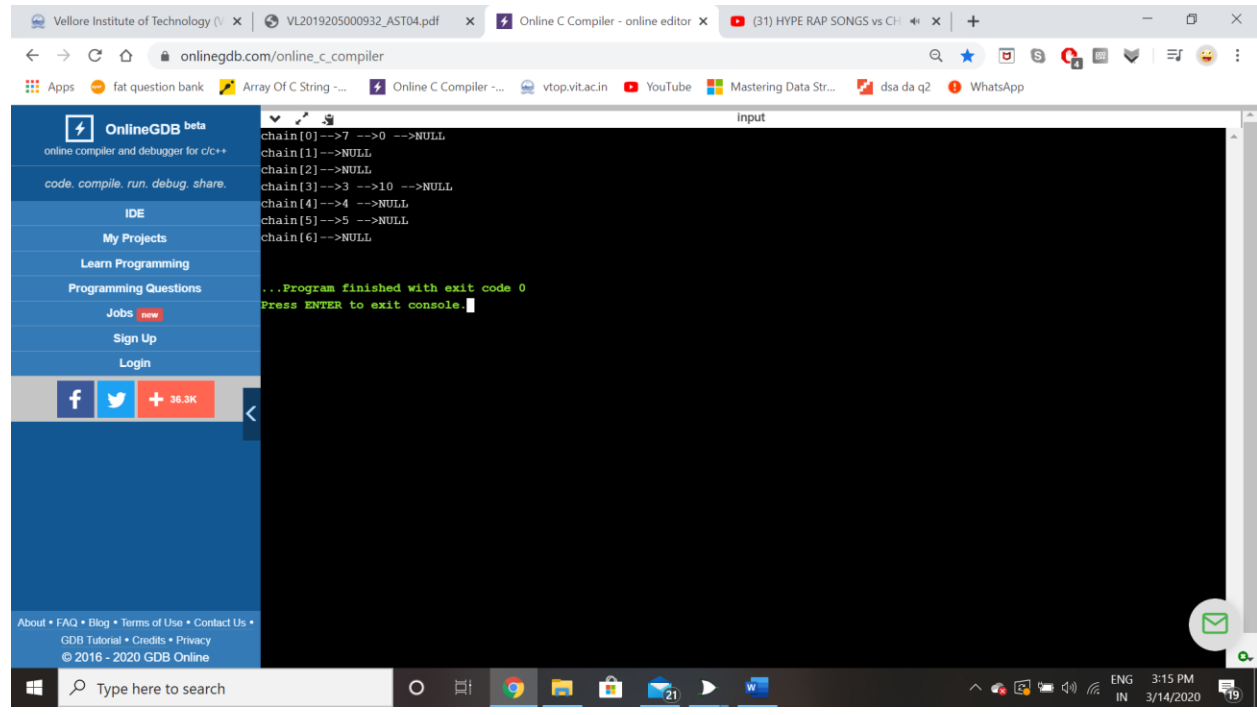 Vellore Institute of Technology (V
VL2019205000932_AST04.pdf
Online C Compiler - online editor
(31) HYPE RAP SONGS vs CH
onlinegdb.com/online_c_compiler
4
Apps
fat question bank
Array Of C String -...
Online C Compiler -...
vtop.vit.ac.in
YouTube
Mastering Data Str...
dsa da q2
WhatsApp
OnlineGDB beta
online compiler and debugger for c/c++
code. compile. run. debug. share.
IDE
My Projects
Learn Programming
Programming Questions
Jobs new
Sign Up
Login
f
+ 36.3K
About • FAQ • Blog • Terms of Use • Contact Us •
GDB Tutorial • Credits • Privacy
© 2016 - 2020 GDB Online
input
chain[0]-->7 -->0 -->NULL
chain[1]-->NULL
chain[2]-->NULL
chain[3]-->3 -->10 -->NULL
chain[4]-->4 -->NULL
chain[5]-->5 -->NULL
chain[6]-->NULL
...Program finished with exit code 0
Press ENTER to exit console.
Type here to search
21
W
ENG
IN
3:15 PM
3/14/2020
19